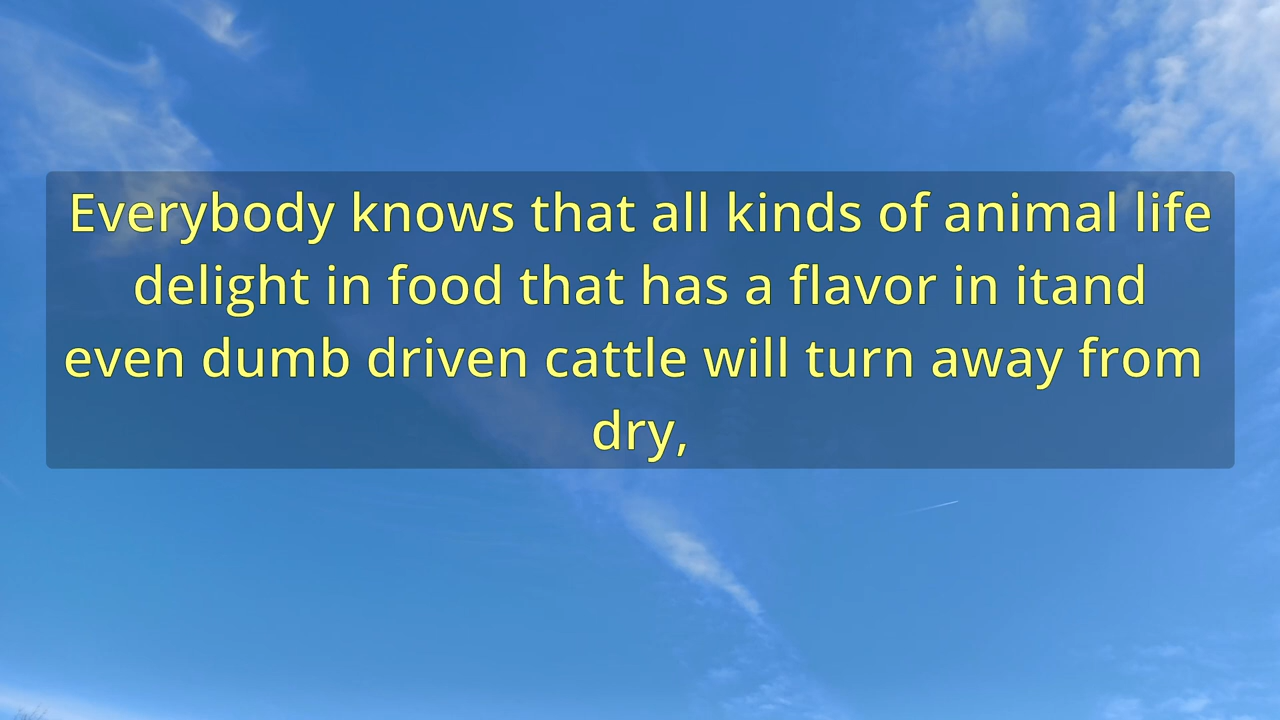 Everybody knows that all kinds of animal life
delight in food that has a flavor in itand
even dumb driven cattle will turn away from
dry,